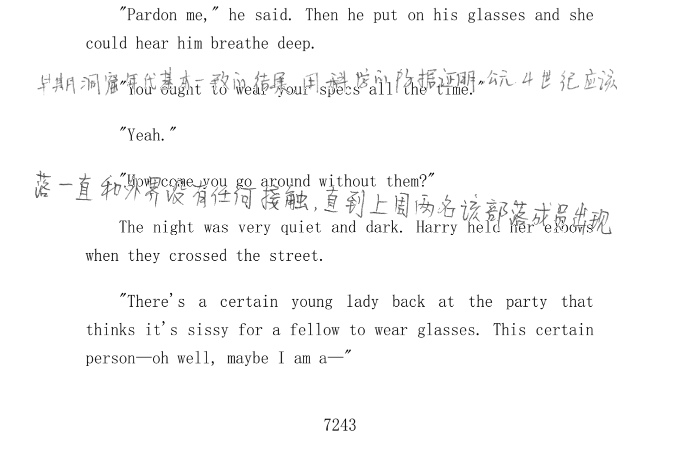 "Pardon me," he said. Then he put on his glasses and she
could hear him breathe deep.
早期洞窟年代基本一致的结果,用科学的数据证明公元4世纪应该
"You ought to wear your specs all the time."
"Yeah."
"How come you go around without them?"
落一直和外界没有任何接触,直到上周两名该部落成员出现
The night was very quiet and dark. Harry held her elbows
when they crossed the street.
"There's a certain young lady back at the party that
thinks it's sissy for a fellow to wear glasses. This certain
person—oh well, maybe I am a—"
7243